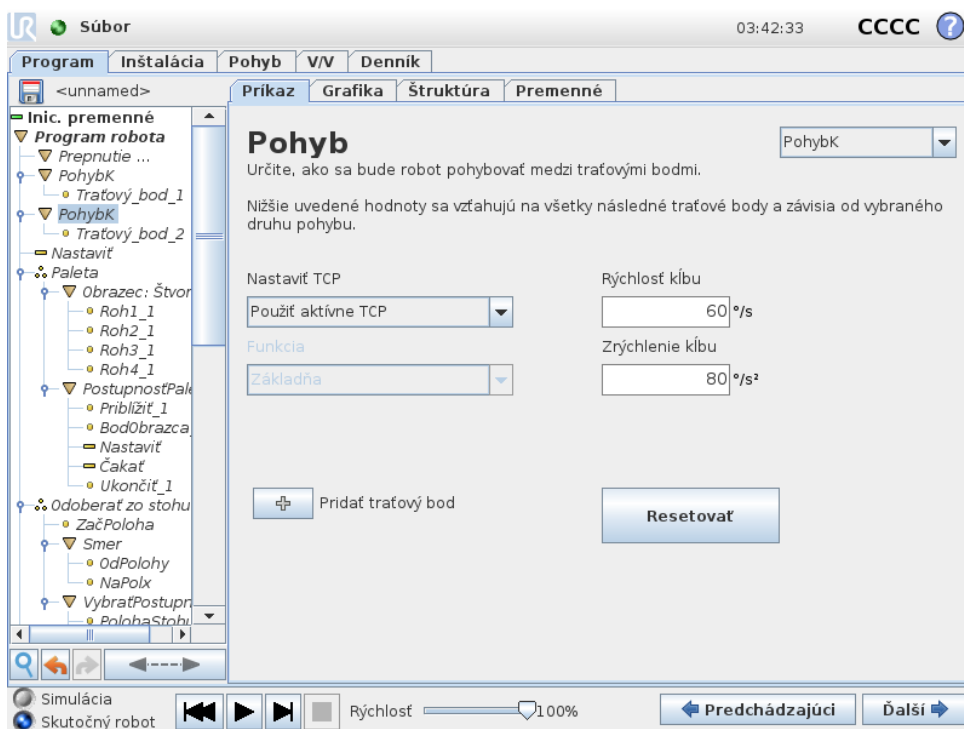 UR
Súbor
03:42:33
CCCC
?
Program
Inštalácia
Pohyb
V/V
Denník
<unnamed>
Príkaz
Grafika
Štruktúra
Premenné
Inic. premenné
Program robota
Prepnutie ...
PohybK
Traťový_bod_1
PohybK
Traťový_bod_2
Nastaviť
Paleta
Obrazec: Štvor
Roh1_1
Roh2_1
Roh3_1
Roh4_1
PostupnosťPale
Priblížiť_1
BodObrazca
Nastaviť
Čakať
Ukončiť_1
Odoberať zo stohu
ZačPoloha
Smer
OdPolohy
NaPolx
VybraťPostupn
PolohaStohu
Pohyb
PohybK
Určite, ako sa bude robot pohybovať medzi traťovými bodmi.
Nižšie uvedené hodnoty sa vzťahujú na všetky následné traťové body a závisia od vybraného
druhu pohybu.
Nastaviť TCP
Rýchlosť kĺbu
Použiť aktívne TCP
60 °/s
Funkcia
Zrýchlenie kĺbu
Základňa
80 °/s²
Pridať traťový bod
Resetovať
Simulácia
Skutočný robot
Rýchlosť
100%
Predchádzajúci
Ďalší